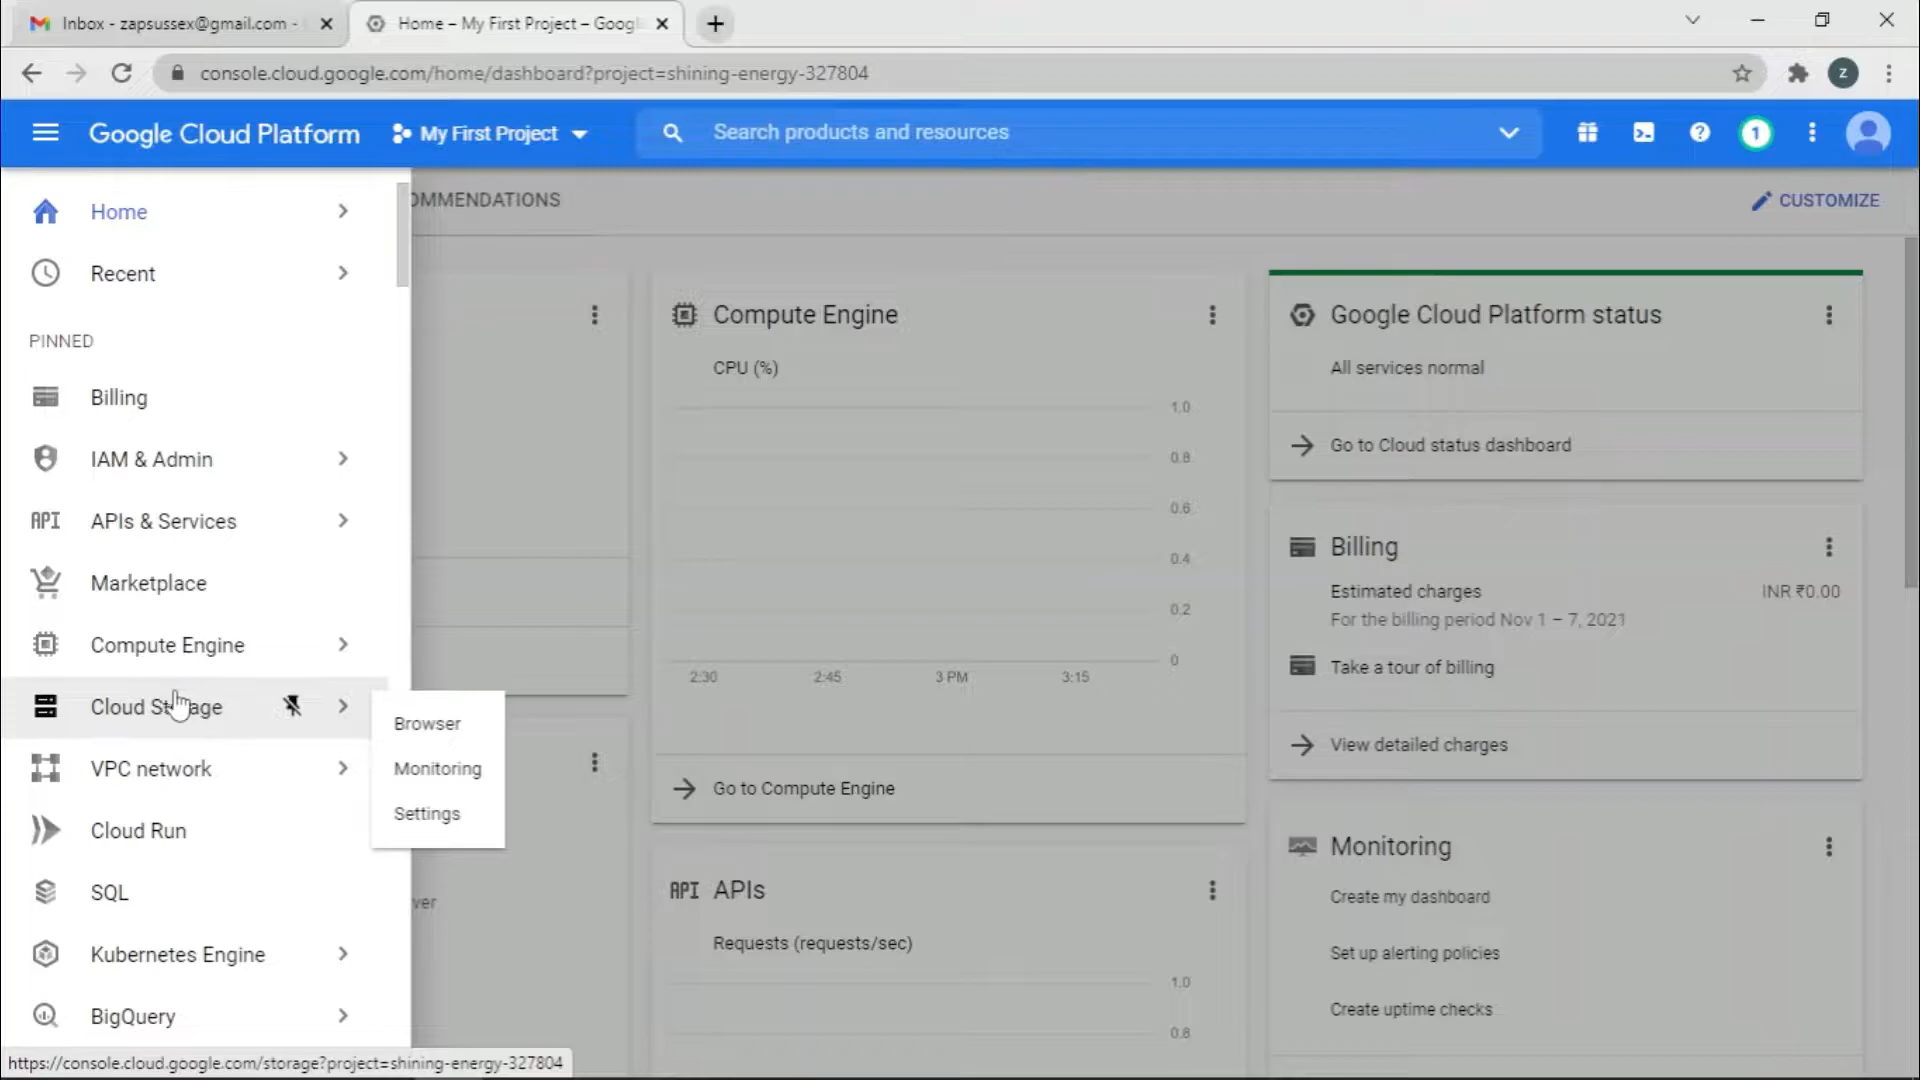 Inbox - zapsussex@gmail.com -
Home – My First Project – Googl
console.cloud.google.com/home/dashboard?project=shining-energy-327804
Z
Google Cloud Platform
My First Project
Search products and resources
1
Home
Recent
PINNED
Billing
IAM & Admin
API APIs & Services
Marketplace
Compute Engine
Cloud Storage
VPC network
Cloud Run
SQL
Kubernetes Engine
BigQuery
Browser
Monitoring
Settings
OMMENDATIONS
CUSTOMIZE
ver
Compute Engine
CPU (%)
1.0
0.8
0.6
0.4
0.2
0
2:30 2:45 3 PM 3:15
Go to Compute Engine
API APIs
Requests (requests/sec)
1.0
0.8
Google Cloud Platform status
All services normal
Go to Cloud status dashboard
Billing
Estimated charges INR ₹0.00
For the billing period Nov 1 – 7, 2021
Take a tour of billing
View detailed charges
Monitoring
Create my dashboard
Set up alerting policies
Create uptime checks
https://console.cloud.google.com/storage?project=shining-energy-327804